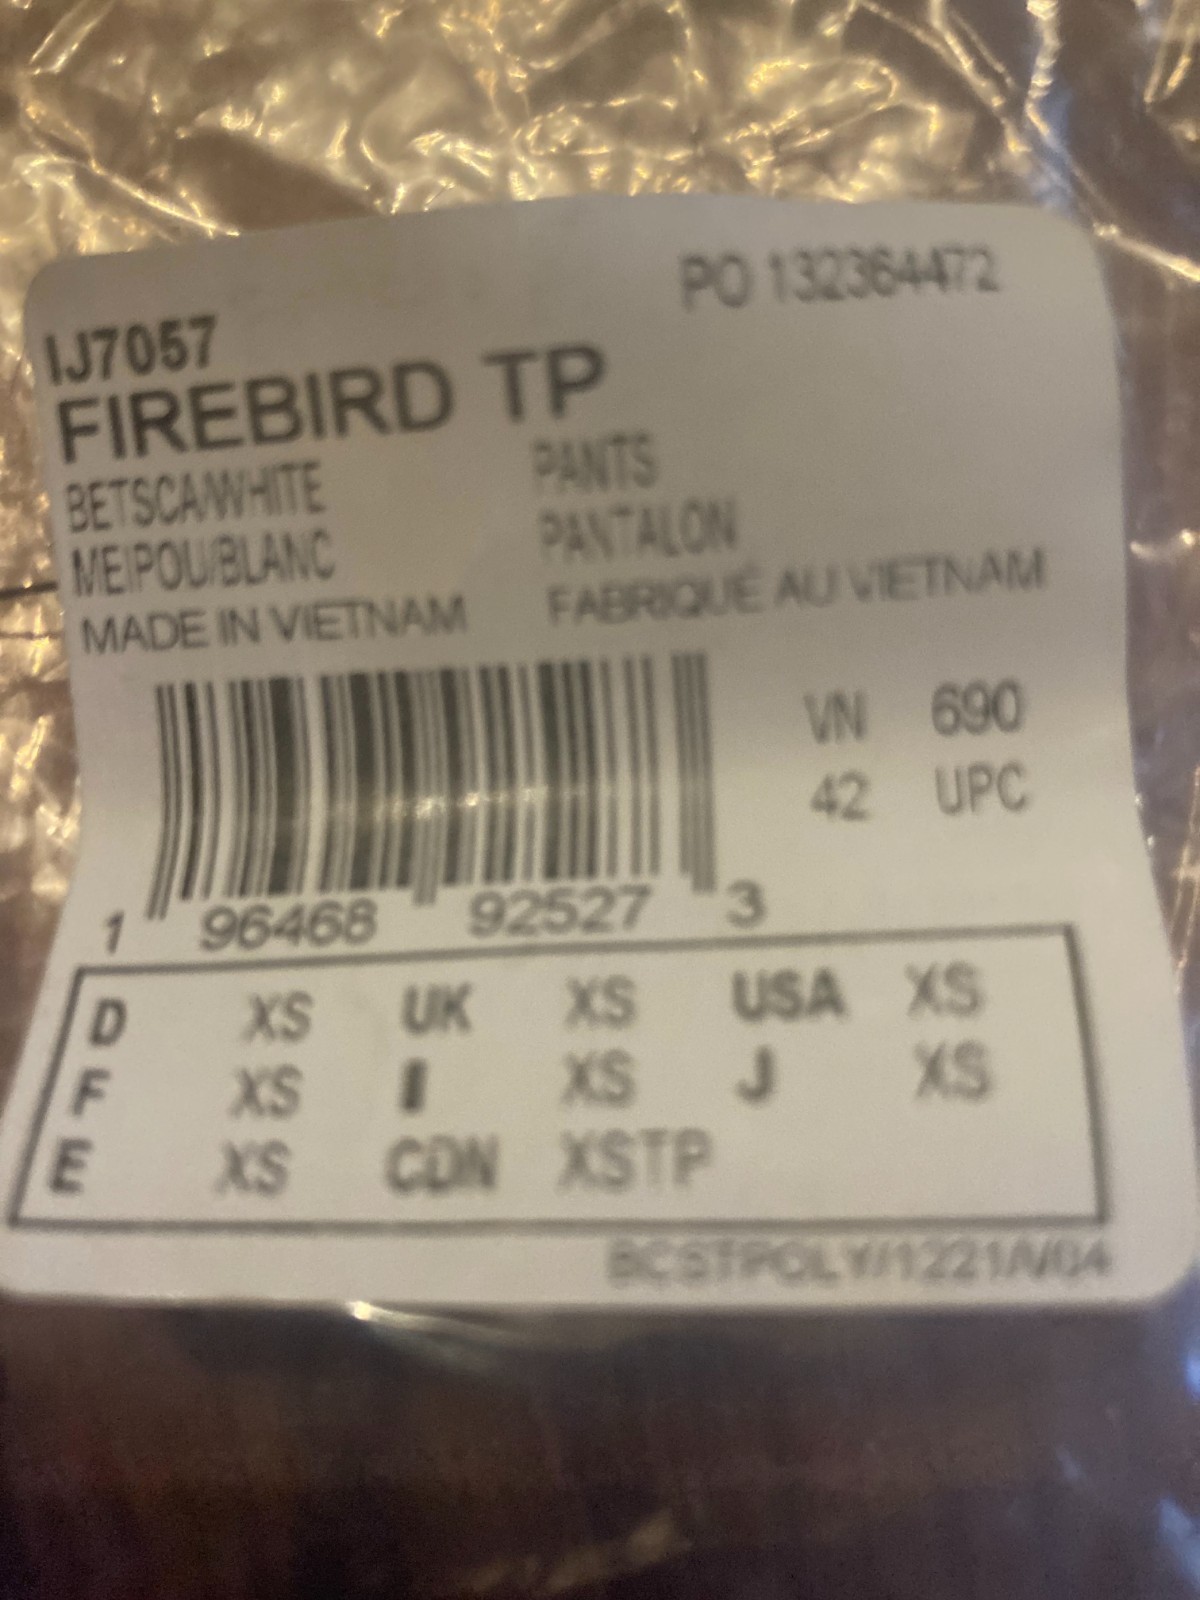 PO 132364472
IJ7057
FIREBIRD TP
BETSCA/WHITE PANTS
MEIPOU/BLANC PANTALON
MADE IN VIETNAM FABRIQUÉ AU VIETNAM
VN 690
42 UPC
1 96468 92527 3
D XS UK XS USA XS
F XS I XS J XS
E XS CDN XSTP
BCSTPOLY/1221/V04